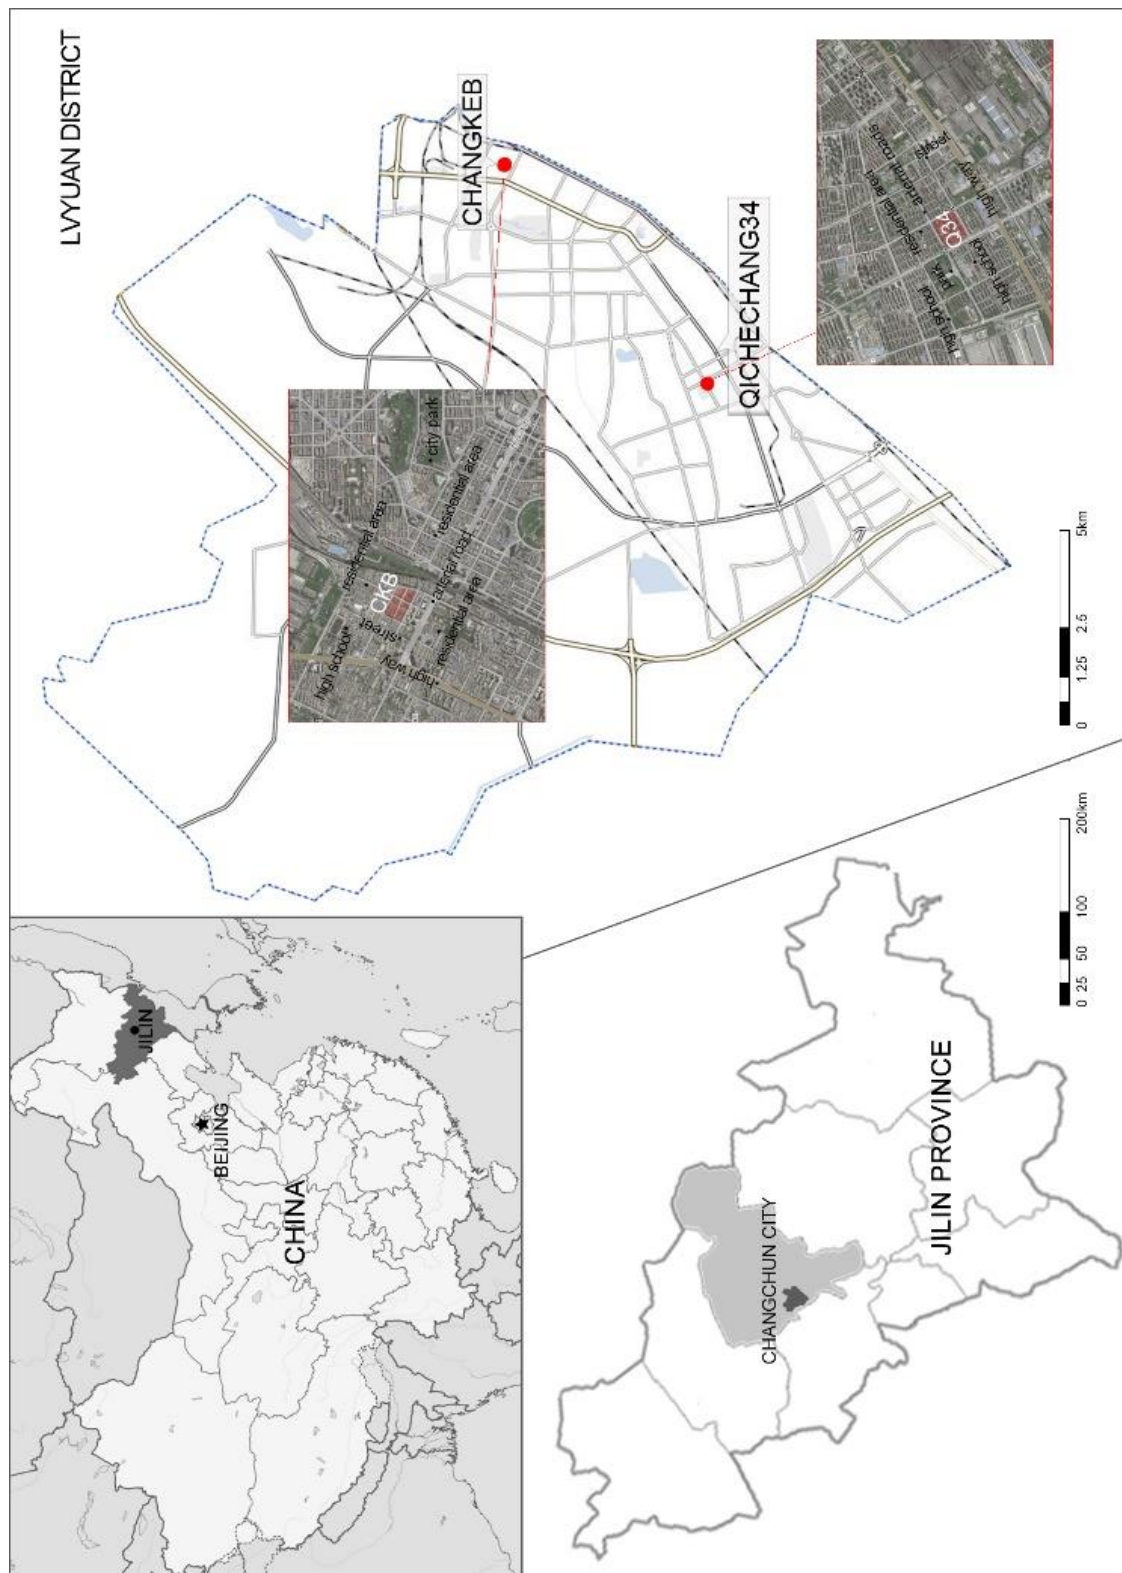 JILIN
BEIJING
CHINA
CHANGCHUN CITY
JILIN PROVINCE
0 25 50 100 200km
LVYUAN DISTRICT
CHANGKEB
QICHECHANG34
high school
residential area
CKB
street
high way
residential area
arterial road
residential area
city park
0 1.25 2.5 5km
high school
park
residential area
arterial roads
high school
Q34
high way